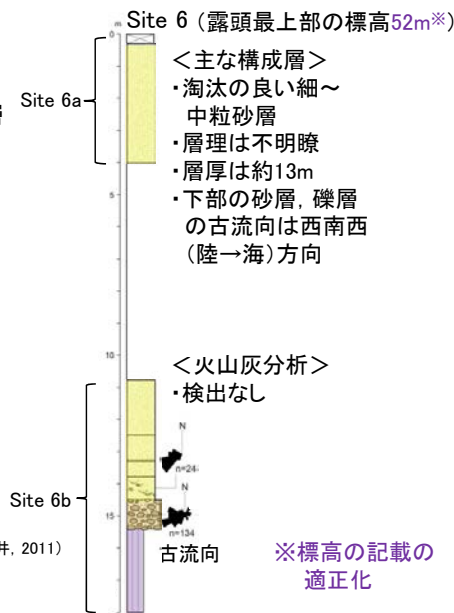 Site 6 (露頭最上部の標高52m※)
m
0
Site 6a
<主な構成層>
・淘汰の良い細～
中粒砂層
・層理は不明瞭
・層厚は約13m
・下部の砂層, 礫層
の古流向は西南西
(陸→海)方向
5
10
<火山灰分析>
・検出なし
N
n=24
Site 6b
N
15
n=134
井, 2011)
古流向
※標高の記載の
適正化